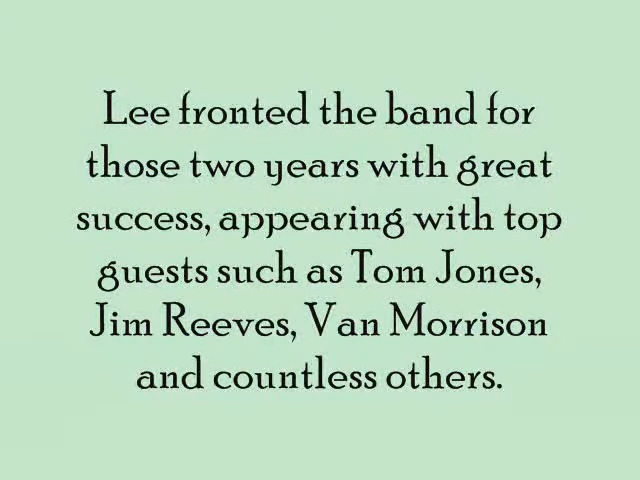 Lee fronted the band for
those two years with great
success, appearing with top
guests such as Tom Jones,
Jim Reeves, Van Morrison
and countless others.